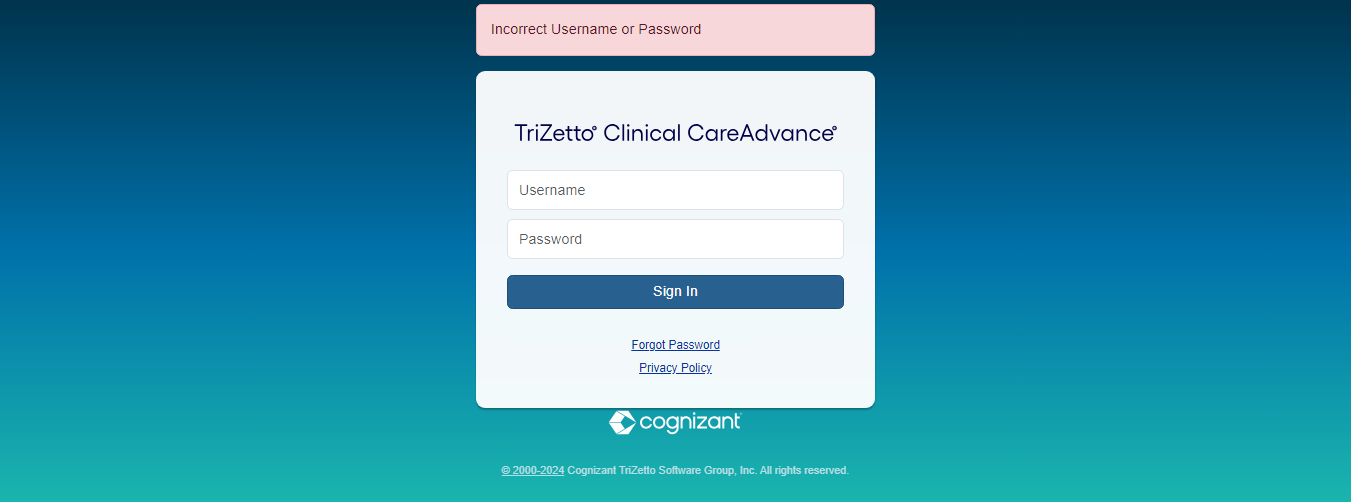 Incorrect Username or Password
TriZetto® Clinical CareAdvance®
Username
Password
Sign In
Forgot Password
Privacy Policy
cognizant
© 2000-2024 Cognizant TriZetto Software Group, Inc. All rights reserved.